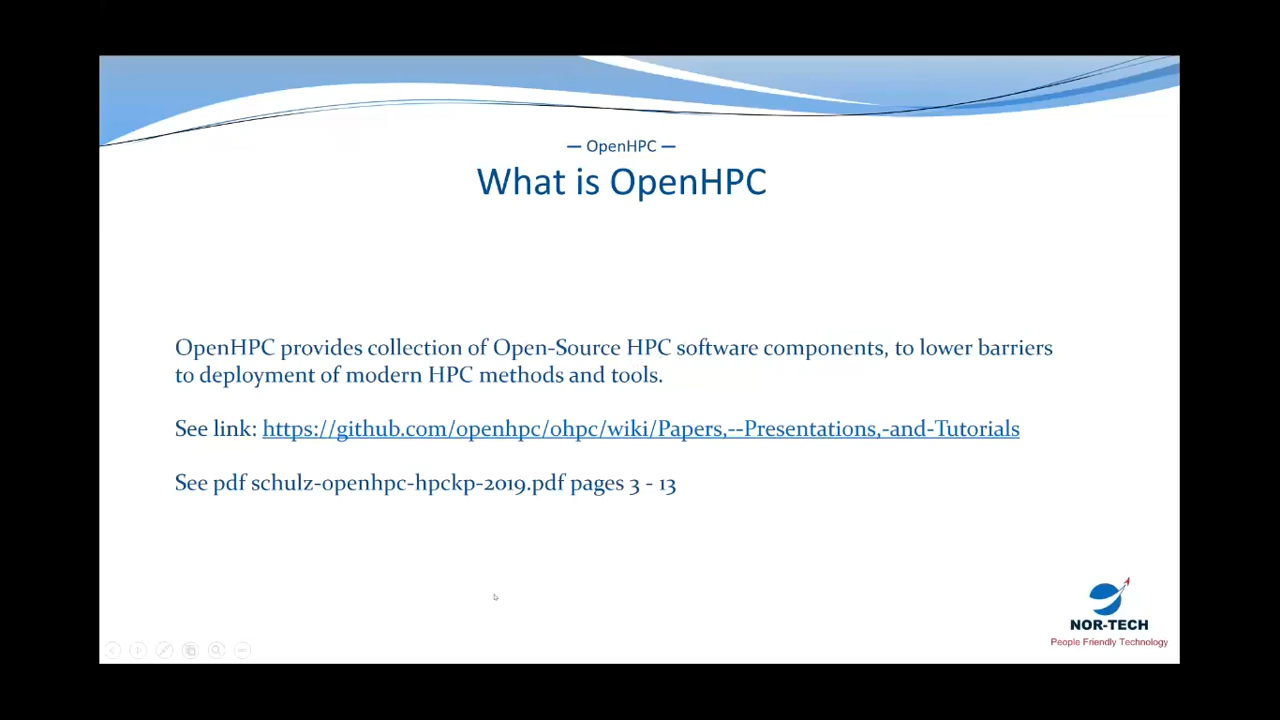 — OpenHPC —
What is OpenHPC
OpenHPC provides collection of Open-Source HPC software components, to lower barriers
to deployment of modern HPC methods and tools.
See link: https://github.com/openhpc/ohpc/wiki/Papers,--Presentations,-and-Tutorials
See pdf schulz-openhpc-hpckp-2019.pdf pages 3 - 13
NOR-TECH
People Friendly Technology